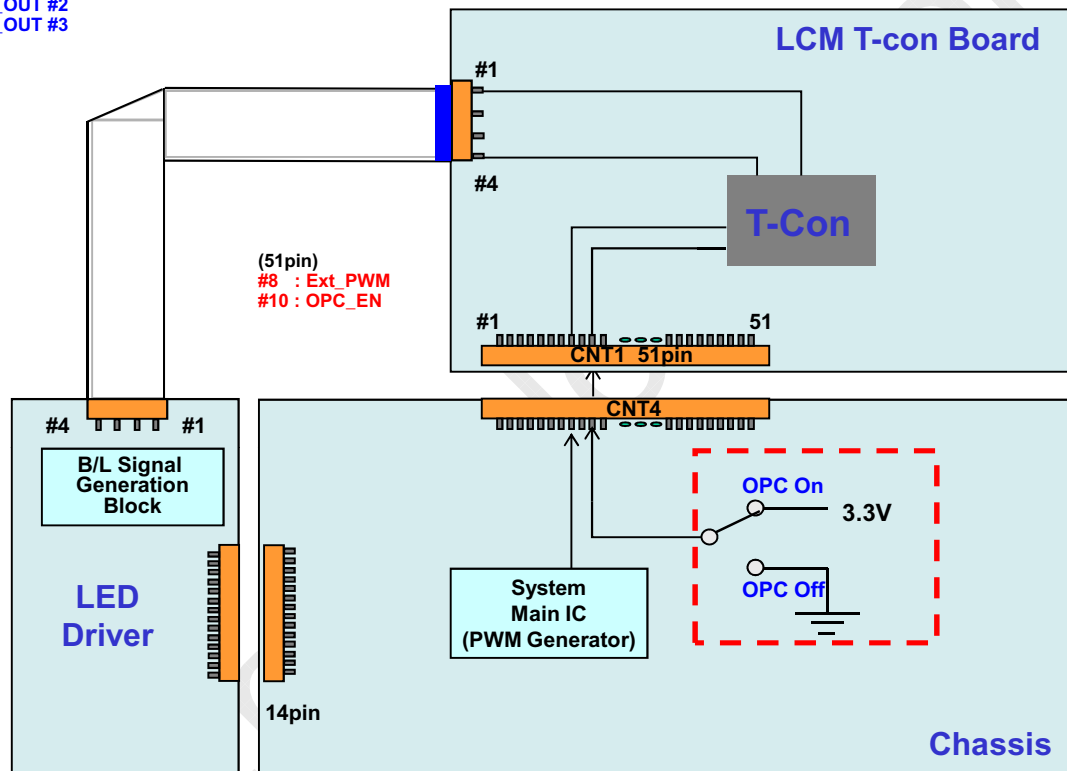 _OUT #2
_OUT #3
LCM T-con Board
#1
#4
T-Con
(51pin)
#8 : Ext_PWM
#10 : OPC_EN
#1
51
CNT1 51pin
CNT4
#4
#1
B/L Signal
Generation
Block
OPC On
3.3V
OPC Off
System
Main IC
(PWM Generator)
LED
Driver
14pin
Chassis